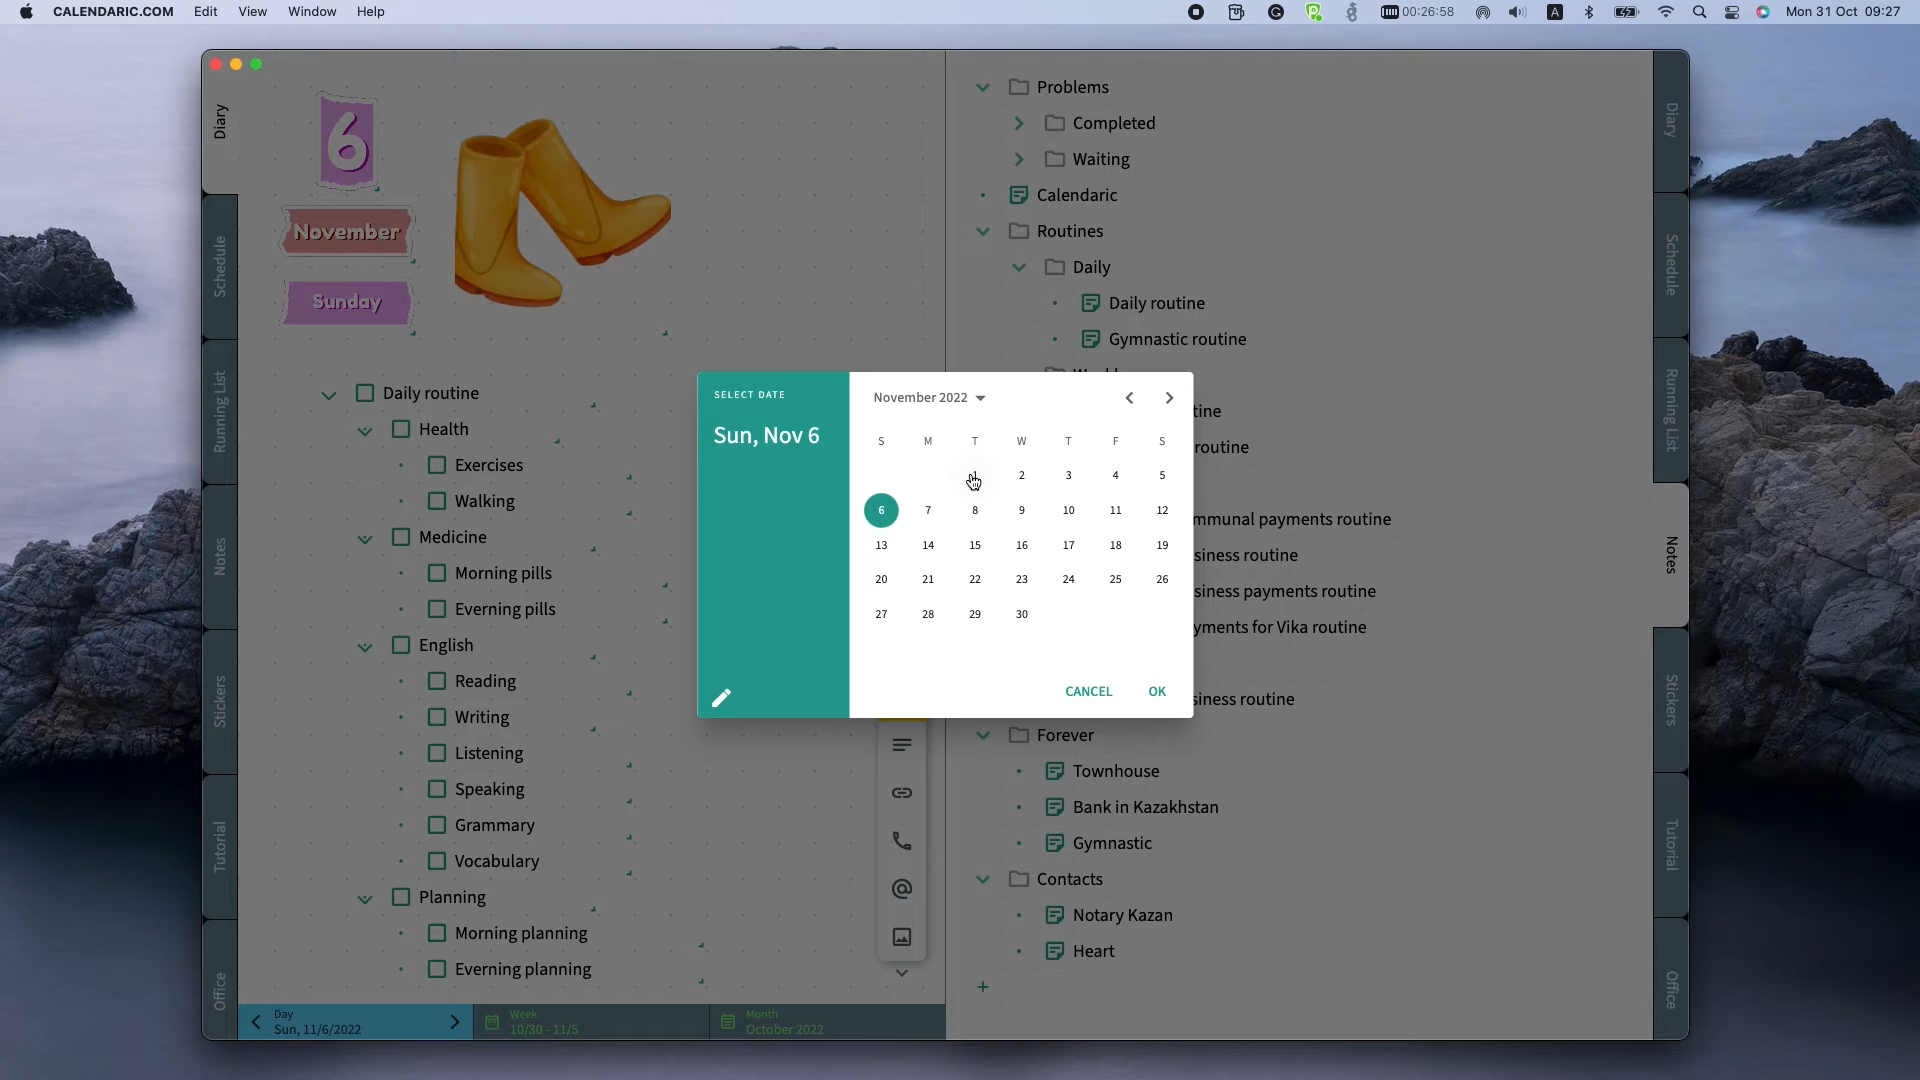 CALENDARIC.COM Edit View Window Help
00:26:58 A Mon 31 Oct 09:27
Diary
Schedule
Running List
Notes
Stickers
Tutorial
Office
6
November
Sunday
Daily routine
Health
Exercises
Walking
Medicine
Morning pills
Everning pills
English
Reading
Writing
Listening
Speaking
Grammary
Vocabulary
Planning
Morning planning
Everning planning
Day
Sun, 11/6/2022
Week
10/30 - 11/5
Month
October 2022
SELECT DATE
Sun, Nov 6
November 2022
S M T W T F S
1 2 3 4 5
6 7 8 9 10 11 12
13 14 15 16 17 18 19
20 21 22 23 24 25 26
27 28 29 30
CANCEL OK
Problems
Completed
Waiting
Calendaric
Routines
Daily
Daily routine
Gymnastic routine
tine
routine
mmunal payments routine
siness routine
siness payments routine
yments for Vika routine
siness routine
Forever
Townhouse
Bank in Kazakhstan
Gymnastic
Contacts
Notary Kazan
Heart
+
Diary
Schedule
Running List
Notes
Stickers
Tutorial
Office